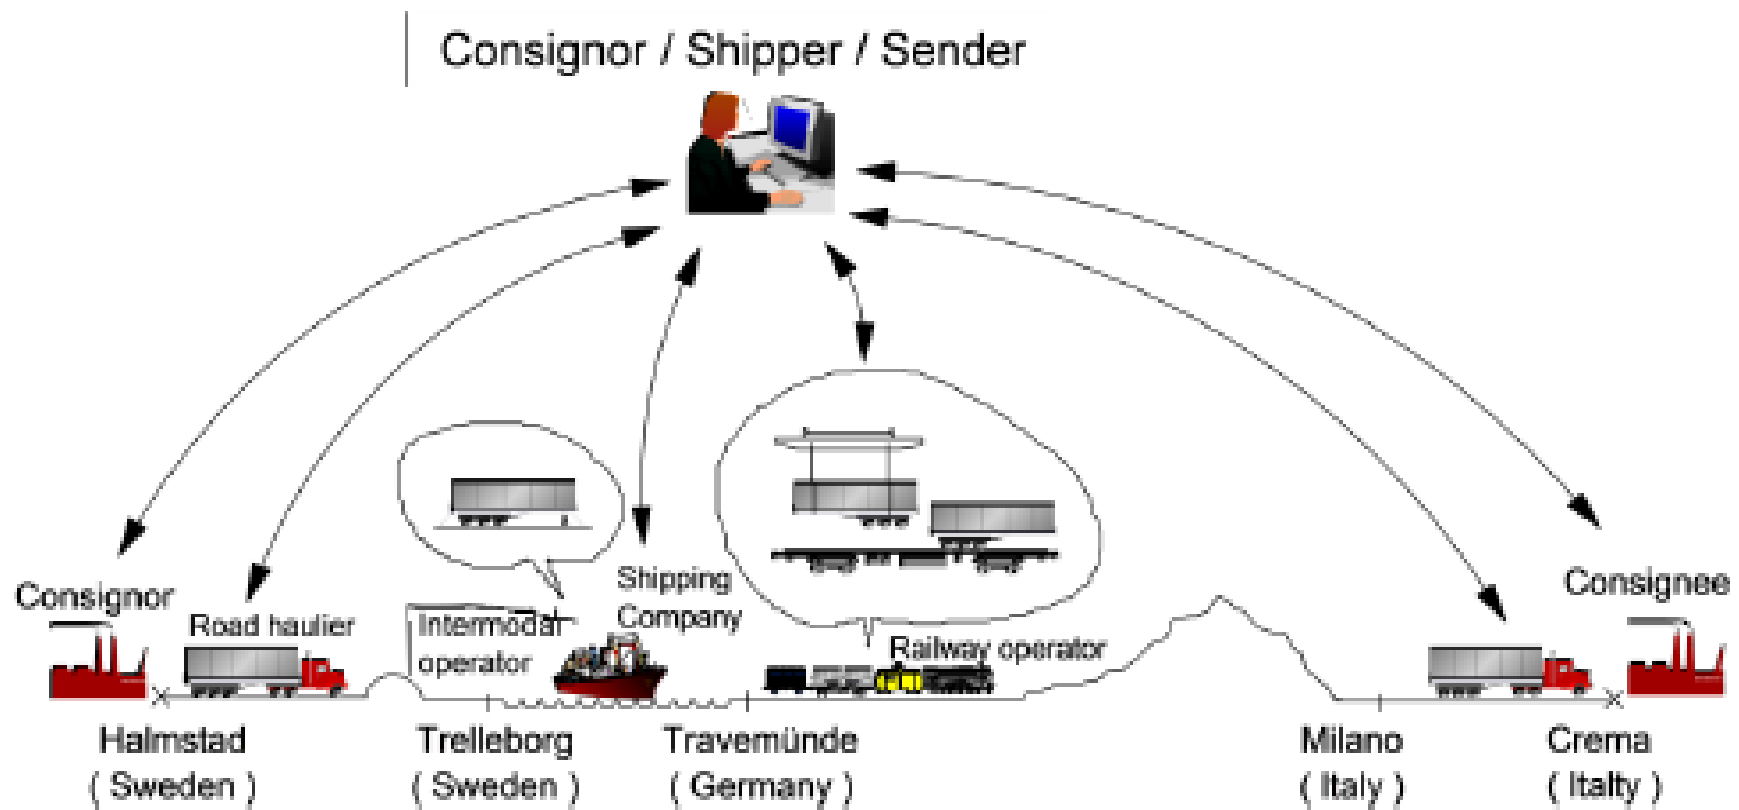 Consignor / Shipper / Sender
Consignor
Road haulier
Intermodal
operator
Shipping
Company
Railway operator
Consignee
Halmstad
( Sweden )
Trelleborg
( Sweden )
Travemünde
( Germany )
Milano
( Italy )
Crema
( Italty )